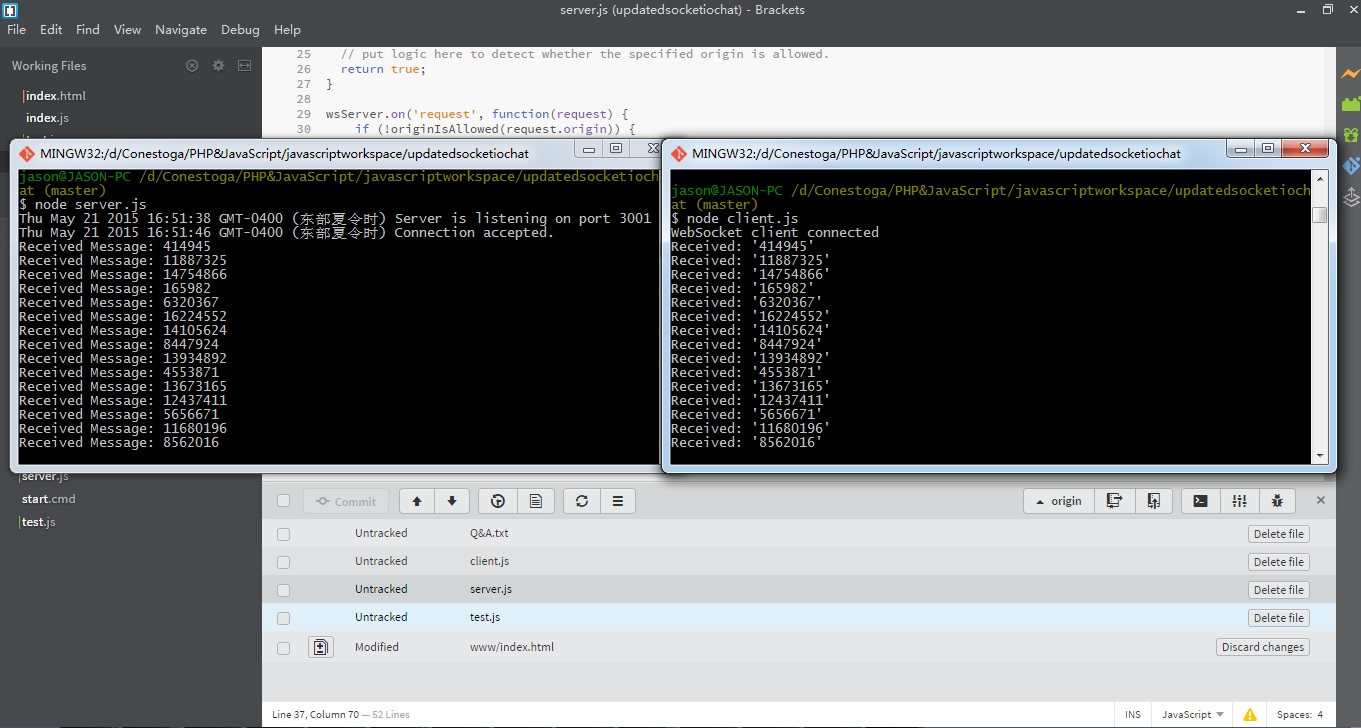 server.js (updatedsocketiochat) - Brackets
File Edit Find View Navigate Debug Help
Working Files
index.html
index.js
25 // put logic here to detect whether the specified origin is allowed.
26 return true;
27 }
28
29 wsServer.on('request', function(request) {
30 if (!originIsAllowed(request.origin)) {
MINGW32:/d/Conestoga/PHP&JavaScript/javascriptworkspace/updatedsocketiochat
jason@JASON-PC /d/Conestoga/PHP&JavaScript/javascriptworkspace/updatedsocketioch
at (master)
$ node server.js
Thu May 21 2015 16:51:38 GMT-0400 (东部夏令时) Server is listening on port 3001
Thu May 21 2015 16:51:46 GMT-0400 (东部夏令时) Connection accepted.
Received Message: 414945
Received Message: 11887325
Received Message: 14754866
Received Message: 165982
Received Message: 6320367
Received Message: 16224552
Received Message: 14105624
Received Message: 8447924
Received Message: 13934892
Received Message: 4553871
Received Message: 13673165
Received Message: 12437411
Received Message: 5656671
Received Message: 11680196
Received Message: 8562016
MINGW32:/d/Conestoga/PHP&JavaScript/javascriptworkspace/updatedsocketiochat
jason@JASON-PC /d/Conestoga/PHP&JavaScript/javascriptworkspace/updatedsocketioch
at (master)
$ node client.js
WebSocket client connected
Received: '414945'
Received: '11887325'
Received: '14754866'
Received: '165982'
Received: '6320367'
Received: '16224552'
Received: '14105624'
Received: '8447924'
Received: '13934892'
Received: '4553871'
Received: '13673165'
Received: '12437411'
Received: '5656671'
Received: '11680196'
Received: '8562016'
server.js
start.cmd
test.js
Commit
origin
Untracked Q&A.txt Delete file
Untracked client.js Delete file
Untracked server.js Delete file
Untracked test.js Delete file
Modified www/index.html Discard changes
Line 37, Column 70 — 52 Lines
INS JavaScript Spaces: 4